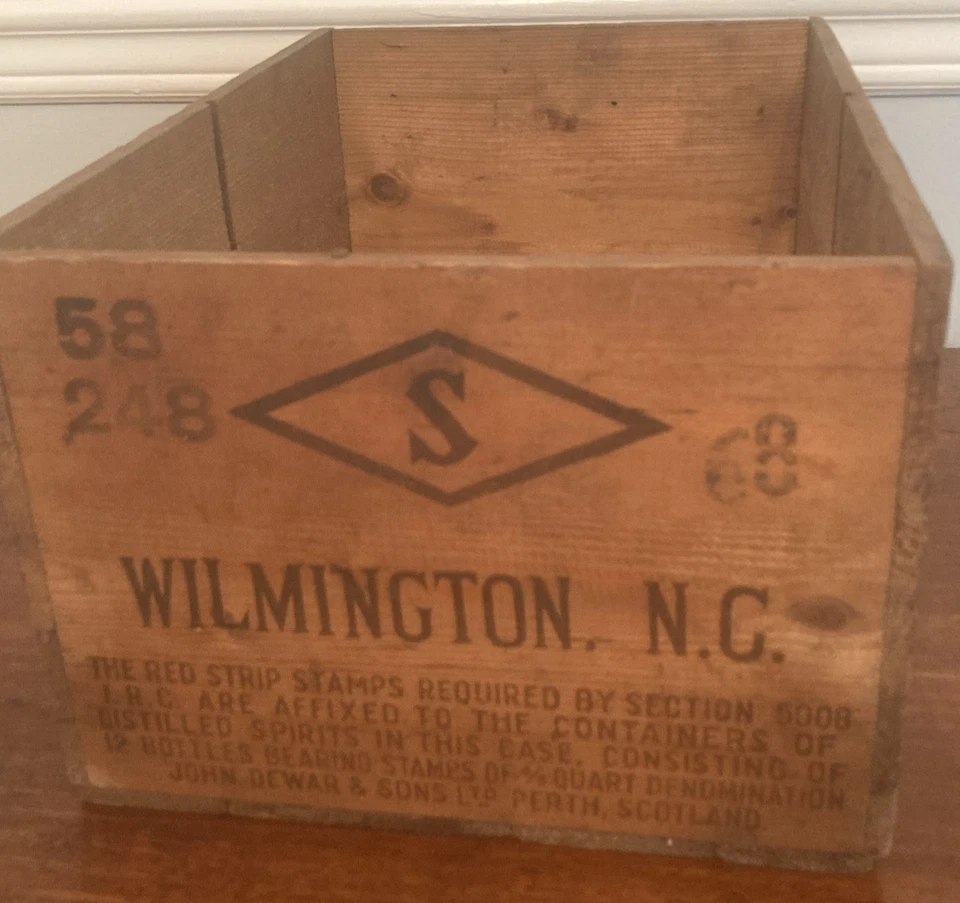 58
248
S
8
WILMINGTON. N.C.
THE RED STRIP STAMPS REQUIRED BY SECTION 5008
I.R.C. ARE AFFIXED TO THE CONTAINERS OF
DISTILLED SPIRITS IN THIS CASE. CONSISTING OF
12 BOTTLES BEARING STAMPS OF ⅘ QUART DENOMINATION
JOHN DEWAR & SONS LTD PERTH, SCOTLAND